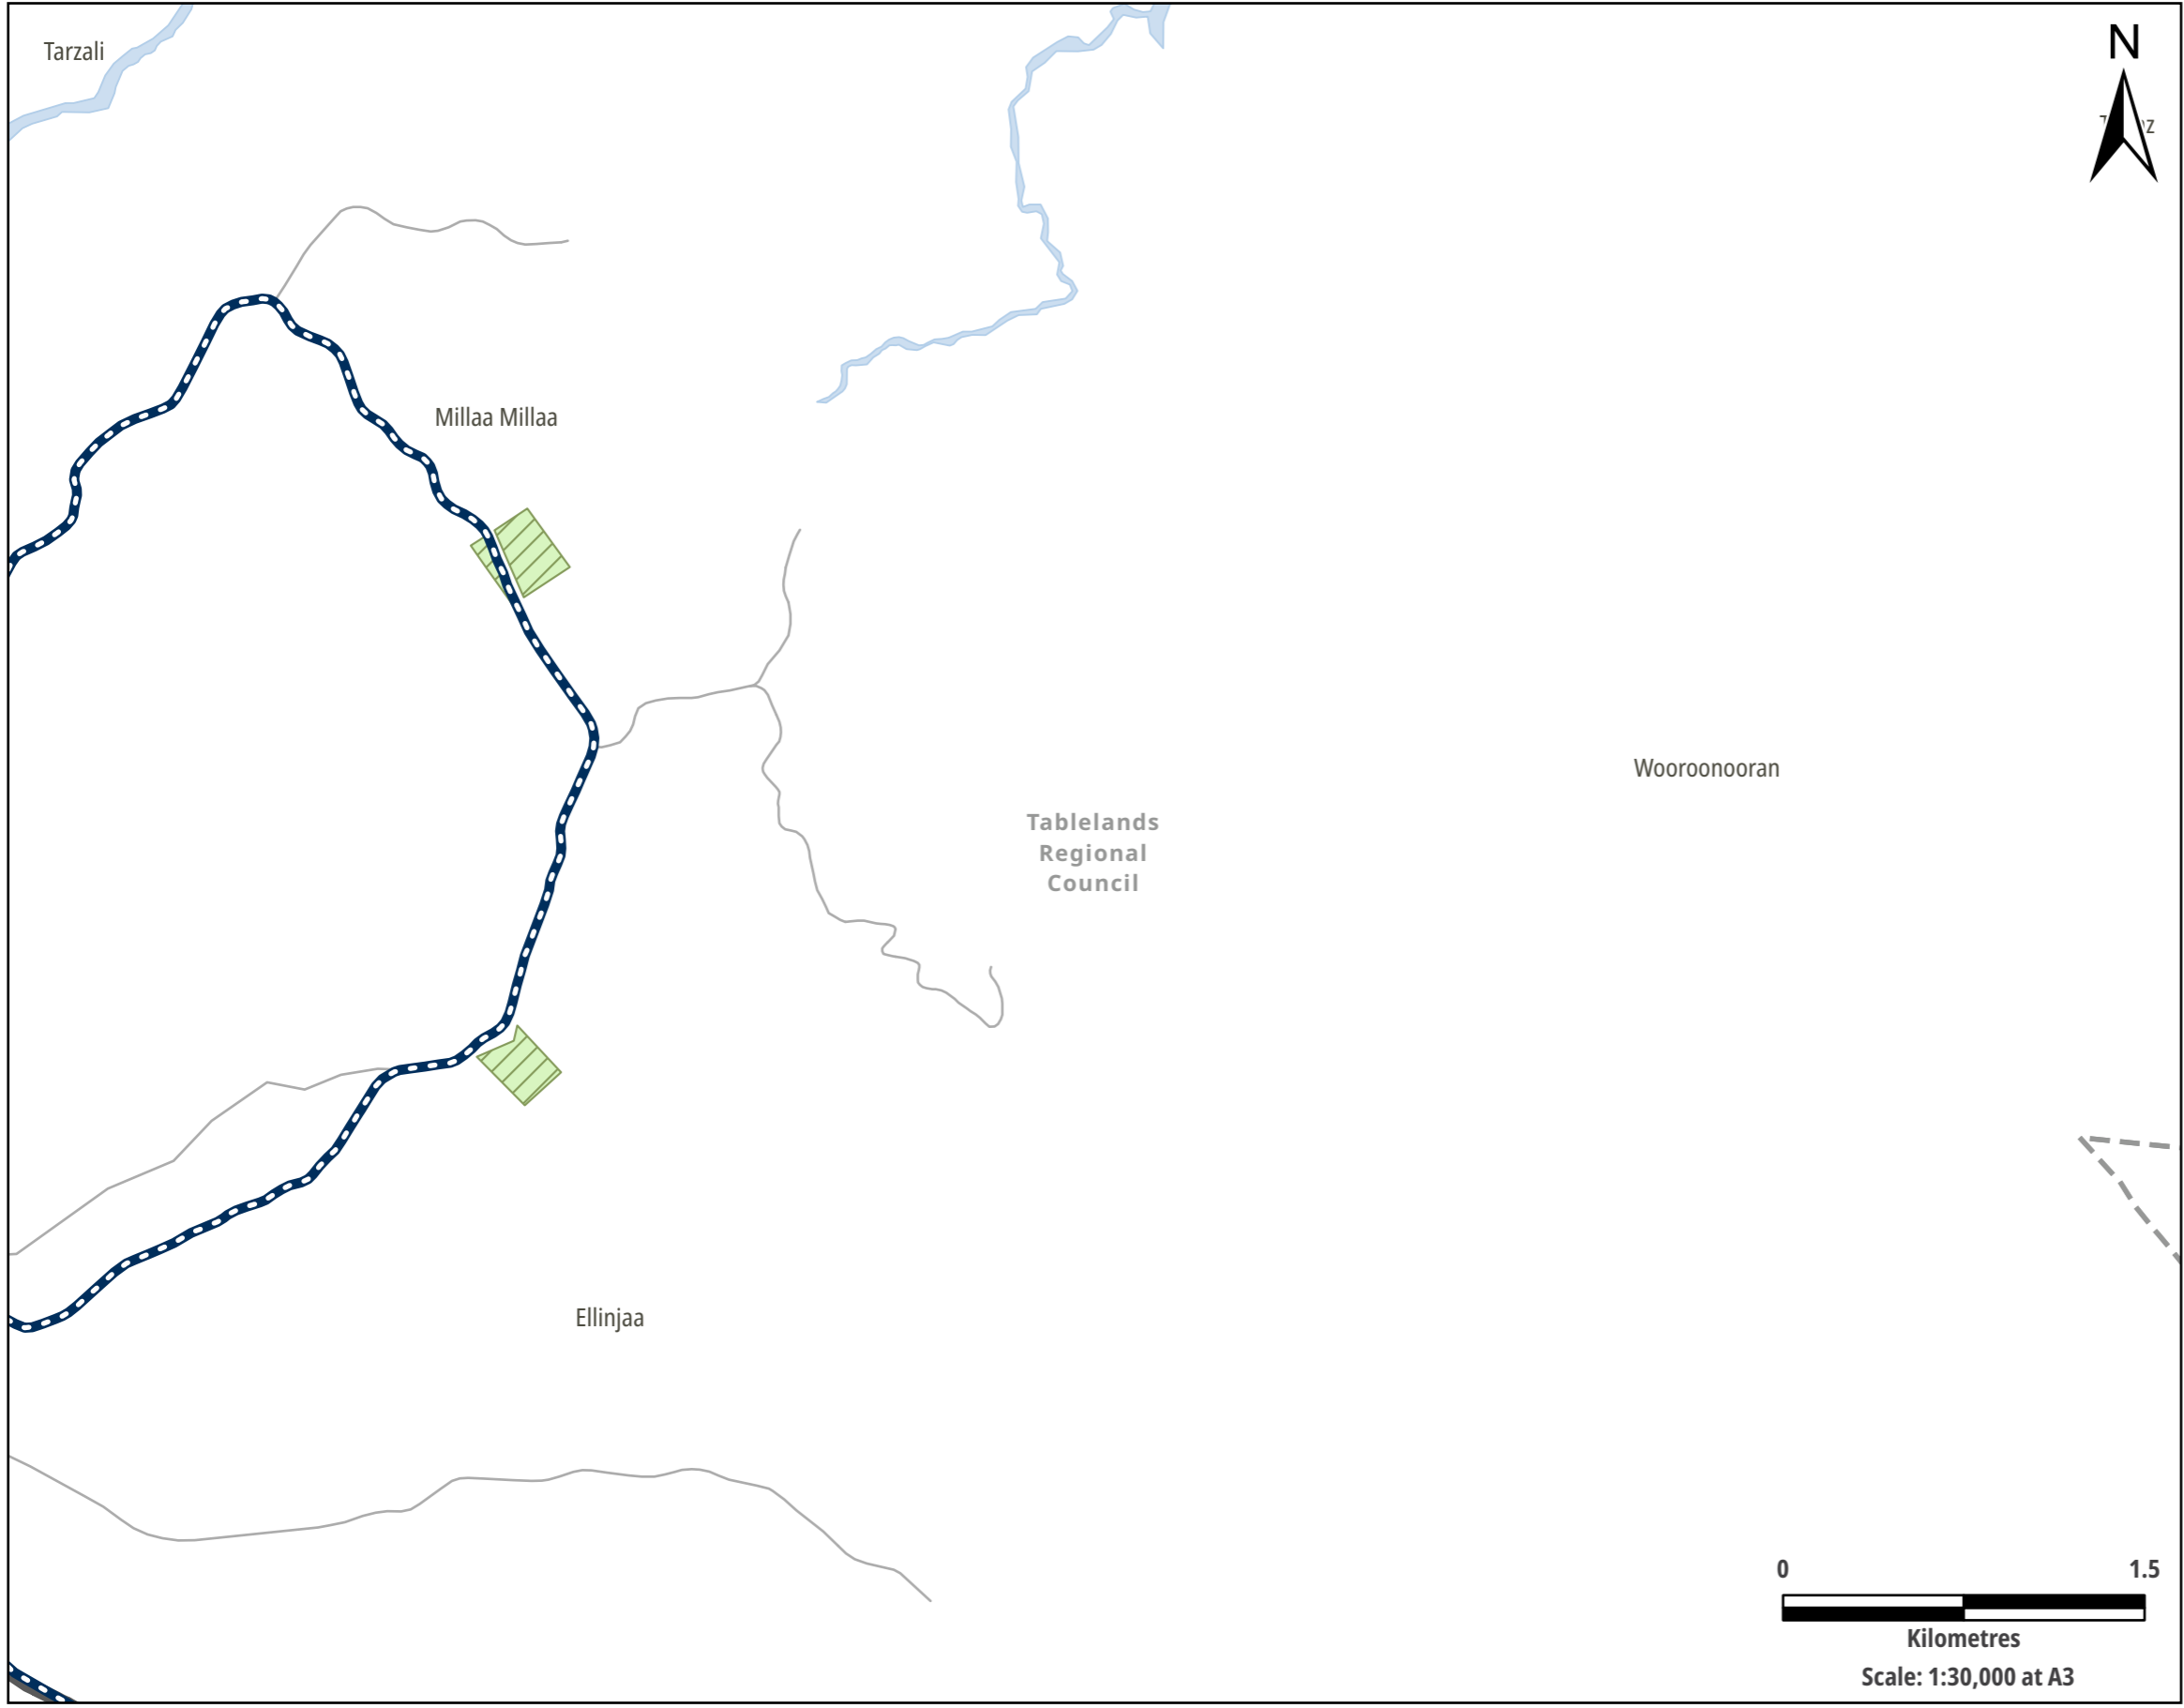 Tarzali
N
Millaa Millaa
Wooroonooran
Tablelands
Regional
Council
Ellinjaa
0 1.5
Kilometres
Scale: 1:30,000 at A3